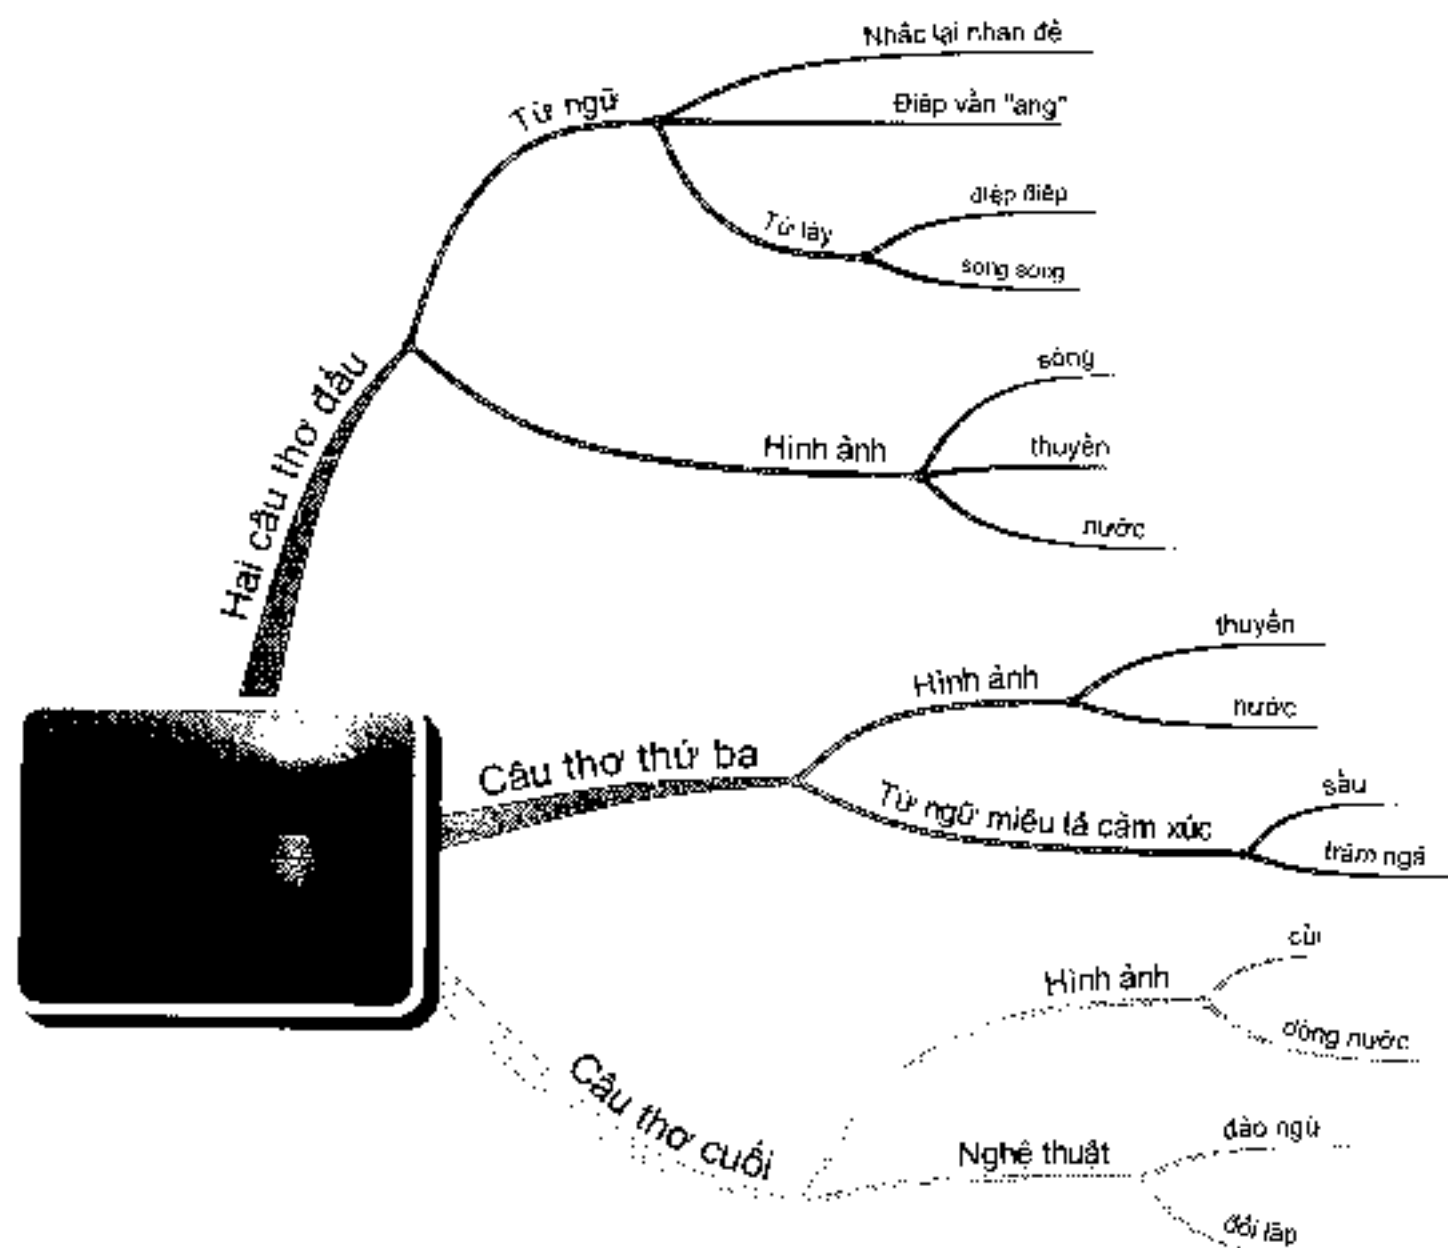 Hai câu thơ đầu
Từ ngữ
Nhắc lại nhan đề
Điệp vần "ang"
Từ láy
điệp điệp
song song
Hình ảnh
sóng
thuyền
nước
Câu thơ thứ ba
Hình ảnh
thuyền
nước
Từ ngữ miêu tả cảm xúc
sầu
trăm ngả
Câu thơ cuối
Hình ảnh
củi
dòng nước
Nghệ thuật
đảo ngữ
đối lập